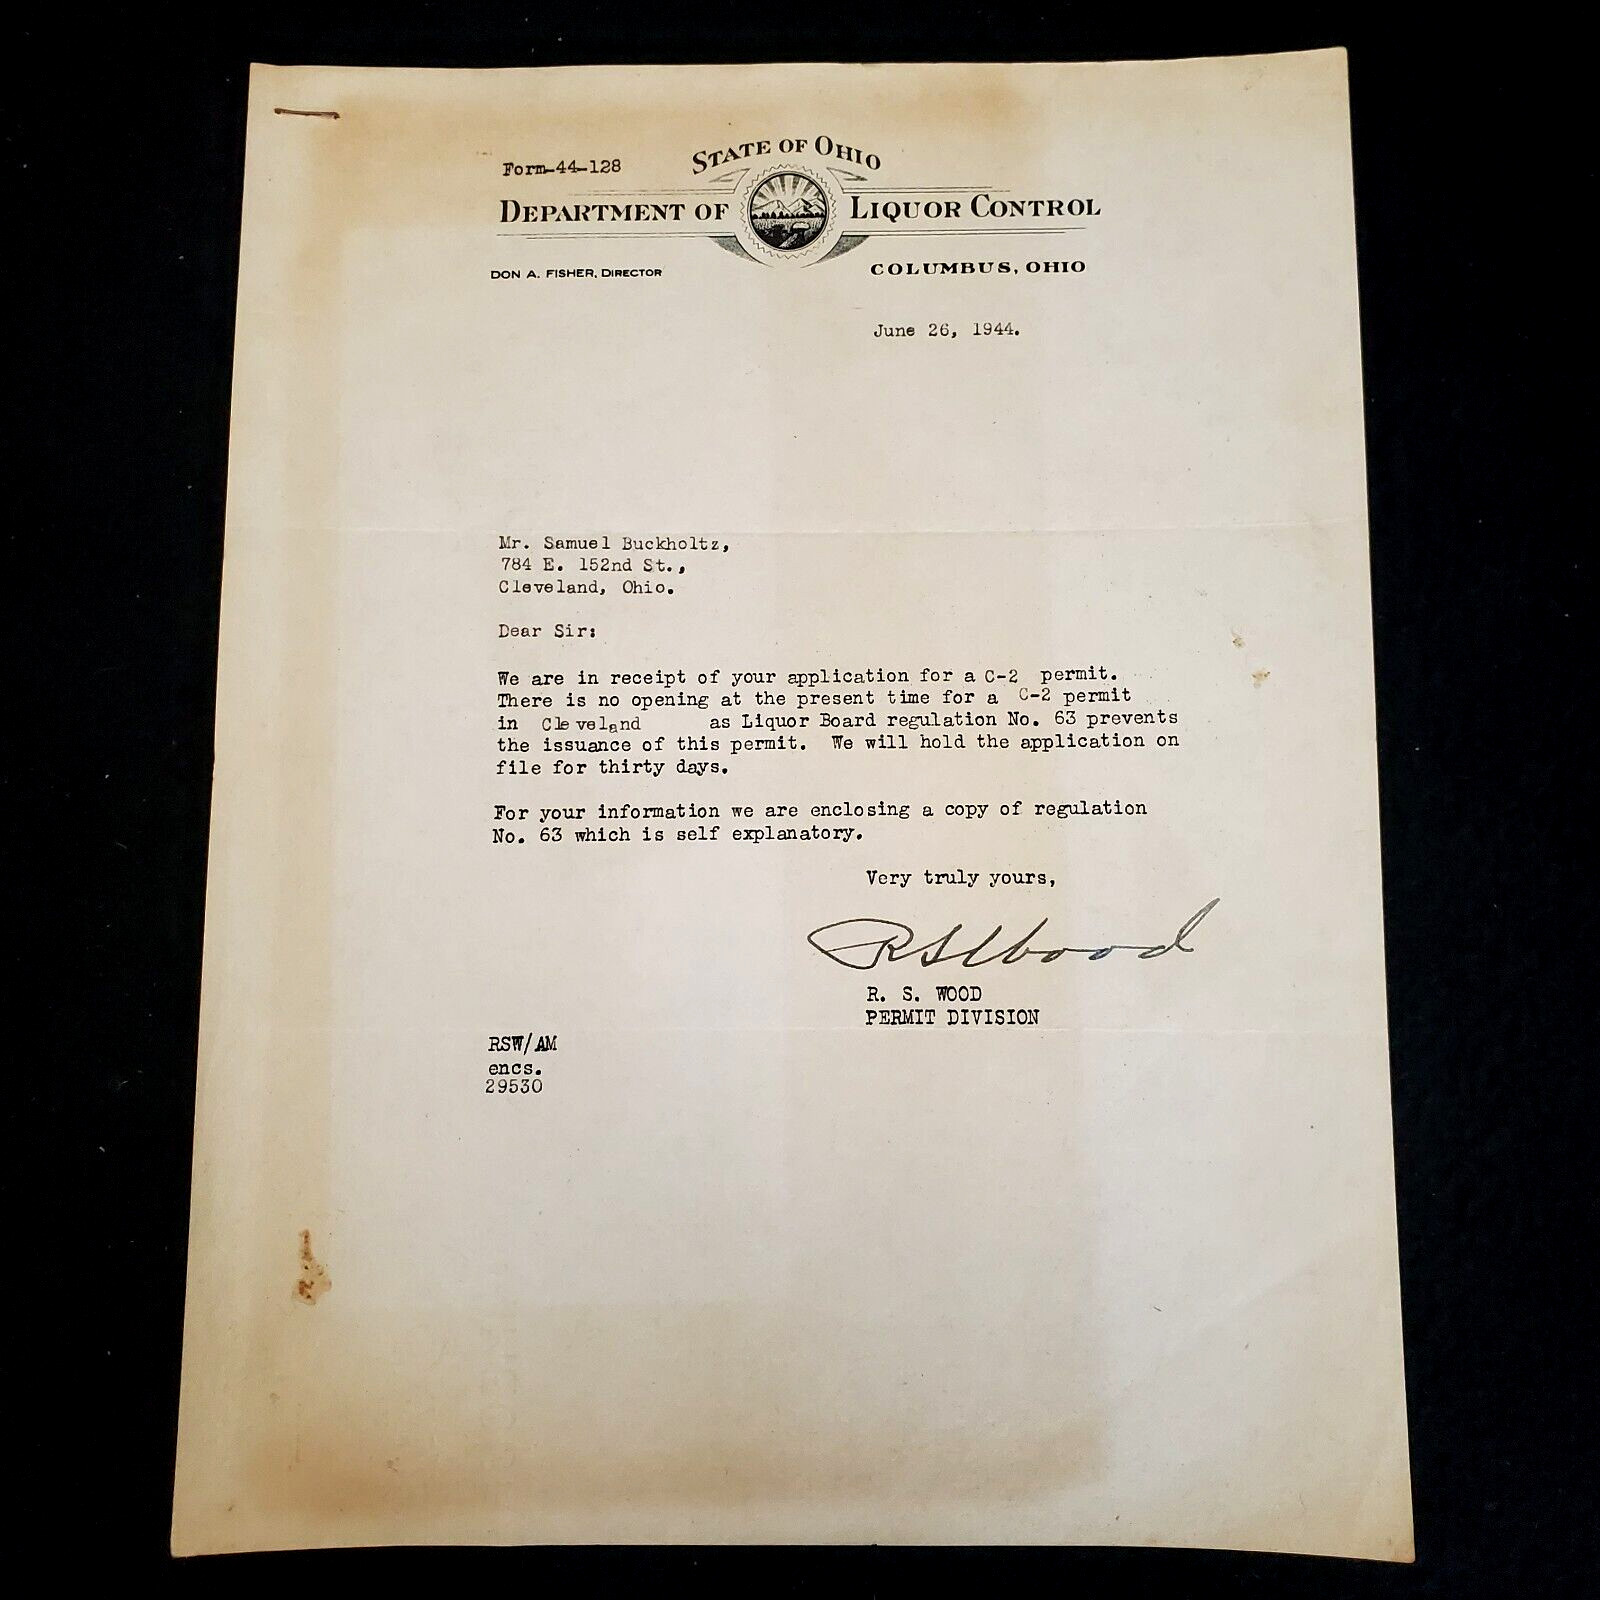 Form-44-128
STATE OF OHIO
DEPARTMENT OF LIQUOR CONTROL
DON A. FISHER, DIRECTOR
COLUMBUS, OHIO
June 26, 1944.
Mr. Samuel Buckholtz,
784 E. 152nd St.,
Cleveland, Ohio.
Dear Sir:
We are in receipt of your application for a C-2 permit.
There is no opening at the present time for a C-2 permit
in Cleveland as Liquor Board regulation No. 63 prevents
the issuance of this permit. We will hold the application on
file for thirty days.
For your information we are enclosing a copy of regulation
No. 63 which is self explanatory.
Very truly yours,
RSWood
R. S. WOOD
PERMIT DIVISION
RSW/AM
encs.
29530